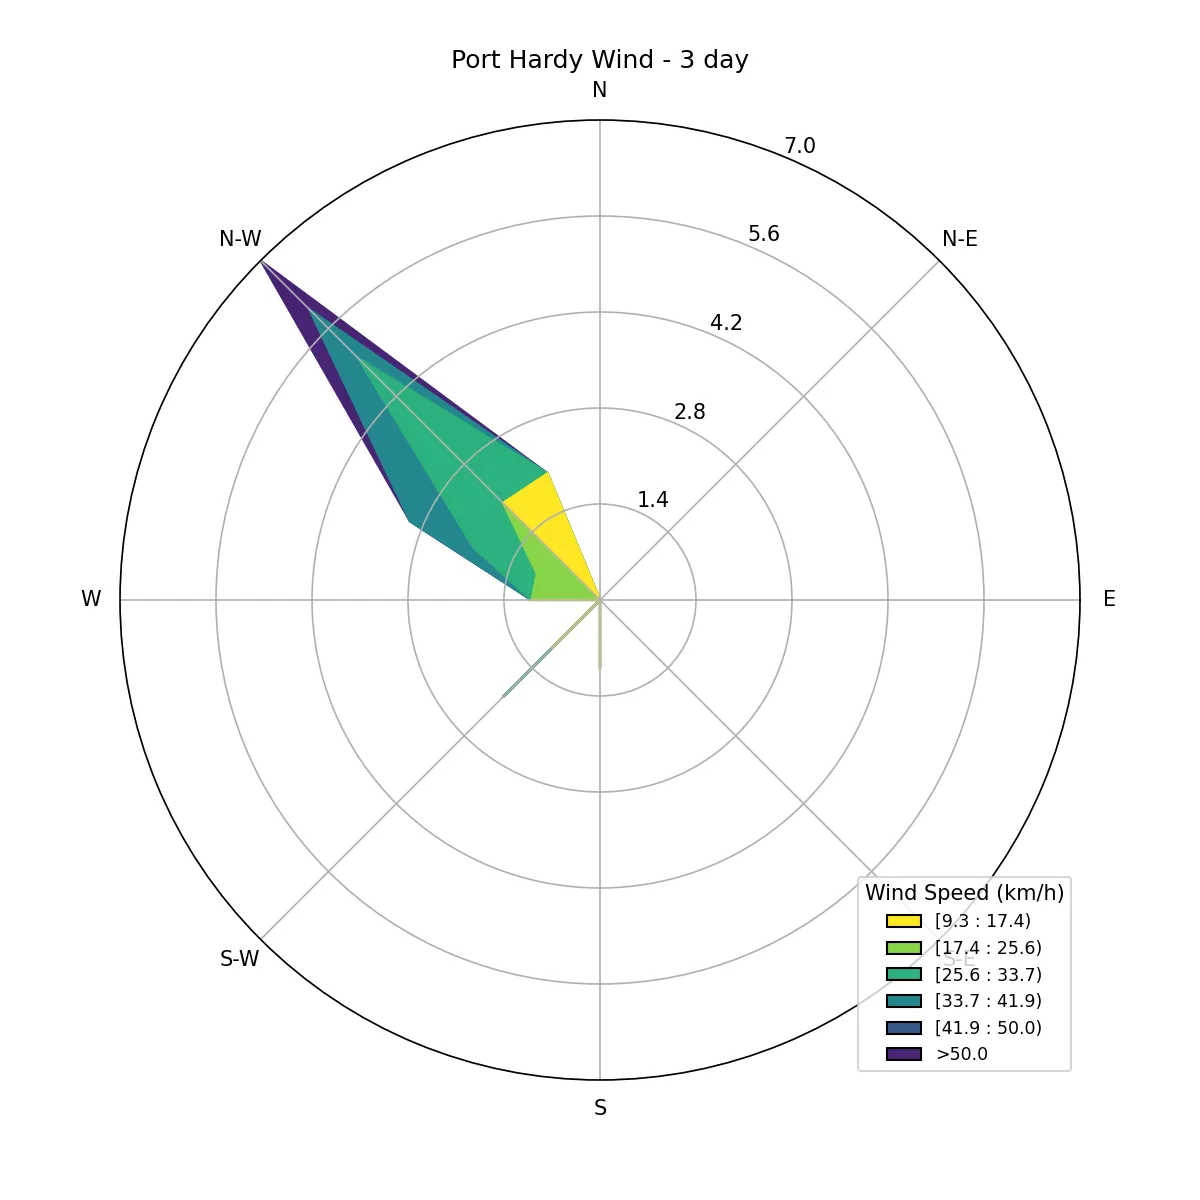 Port Hardy Wind - 3 day
N
7.0
5.6
N-W
N-E
4.2
2.8
1.4
W
E
Wind Speed (km/h)
[9.3 : 17.4)
[17.4 : 25.6)
S-W
S-E
[25.6 : 33.7)
[33.7 : 41.9)
[41.9 : 50.0)
>50.0
S